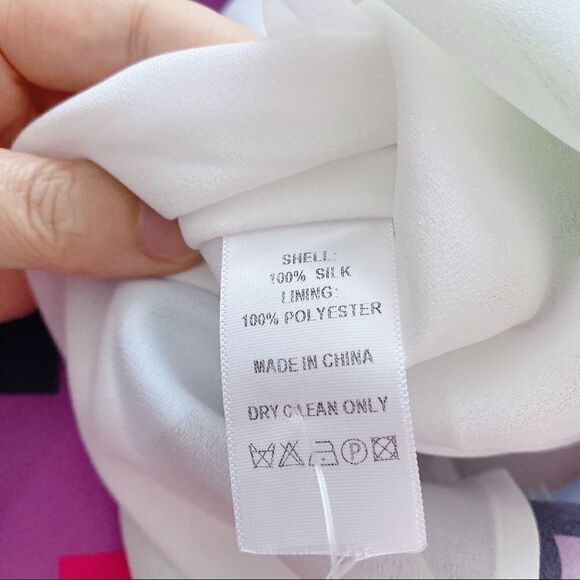 SHELL:
100% SILK
LINING:
100% POLYESTER
MADE IN CHINA
DRY CLEAN ONLY
P